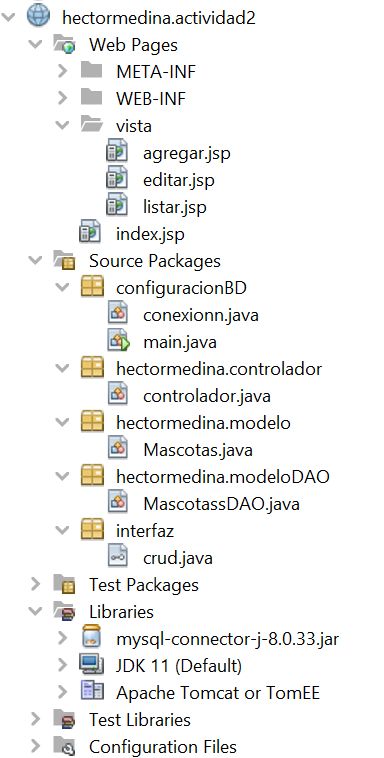 hectormedina.actividad2
Web Pages
META-INF
WEB-INF
vista
agregar.jsp
editar.jsp
listar.jsp
index.jsp
Source Packages
configuracionBD
conexionn.java
main.java
hectormedina.controlador
controlador.java
hectormedina.modelo
Mascotas.java
hectormedina.modeloDAO
MascotassDAO.java
interfaz
crud.java
Test Packages
Libraries
mysql-connector-j-8.0.33.jar
JDK 11 (Default)
Apache Tomcat or TomEE
Test Libraries
Configuration Files